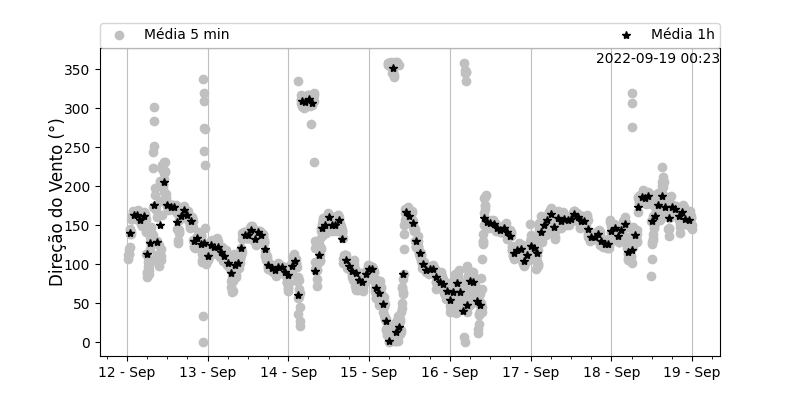 Média 5 min
Média 1h
2022-09-19 00:23
Direção do Vento (°)
350
300
250
200
150
100
50
0
12 - Sep
13 - Sep
14 - Sep
15 - Sep
16 - Sep
17 - Sep
18 - Sep
19 - Sep